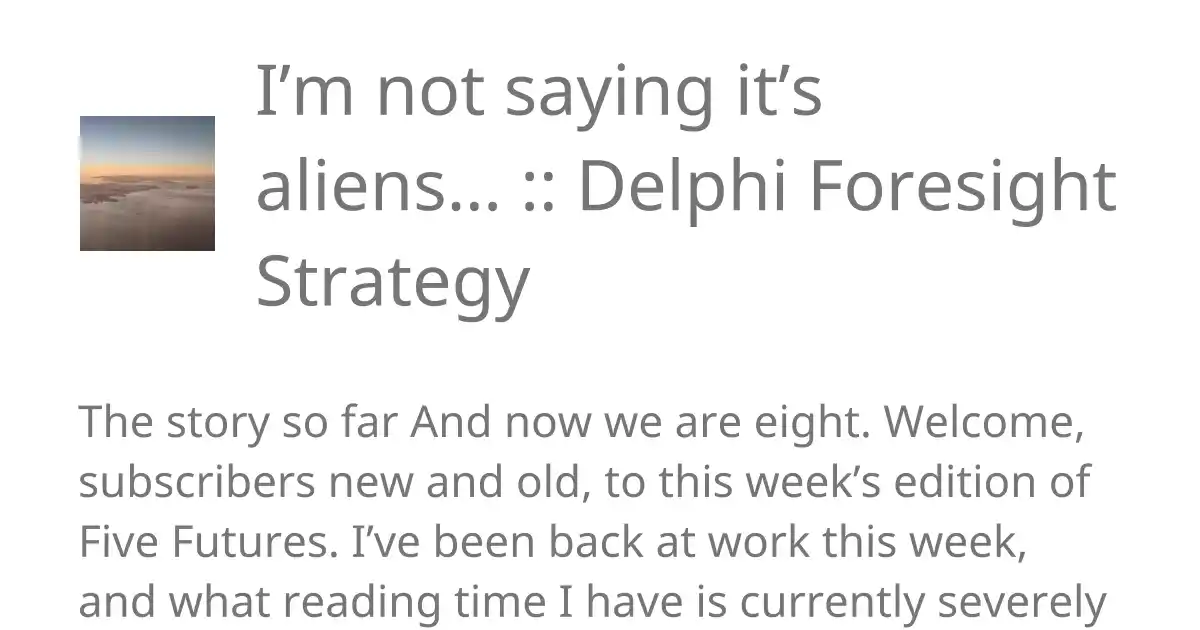 I’m not saying it’s
aliens… :: Delphi Foresight
Strategy
The story so far And now we are eight. Welcome,
subscribers new and old, to this week’s edition of
Five Futures. I’ve been back at work this week,
and what reading time I have is currently severely